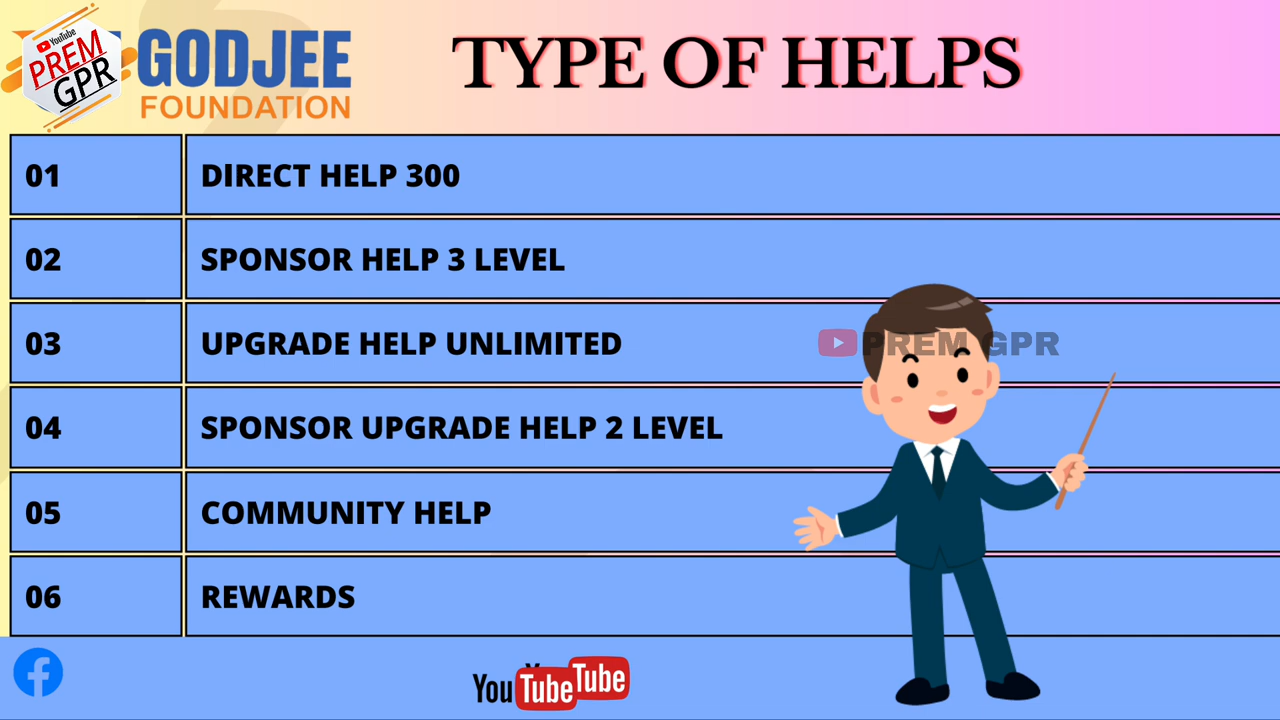 YouTube
PREM
GPR
GODJEE
FOUNDATION
TYPE OF HELPS
01 DIRECT HELP 300
02 SPONSOR HELP 3 LEVEL
03 UPGRADE HELP UNLIMITED
PREM GPR
04 SPONSOR UPGRADE HELP 2 LEVEL
05 COMMUNITY HELP
06 REWARDS
YouTube
Tube